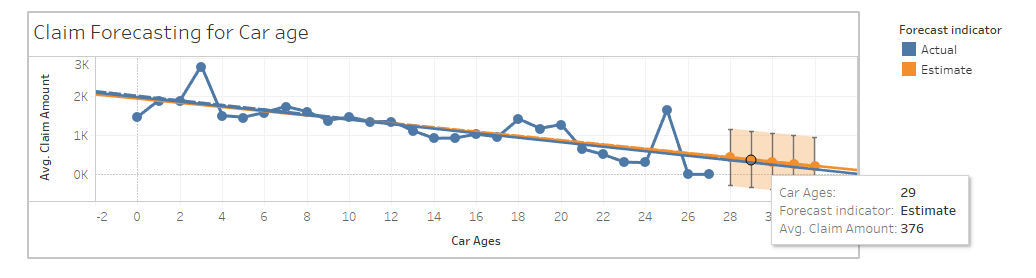 Claim Forecasting for Car age
Forecast indicator
Actual
Estimate
Avg. Claim Amount
3K
2K
1K
0K
-2 0 2 4 6 8 10 12 14 16 18 20 22 24 26 28
Car Ages
Car Ages: 29
Forecast indicator: Estimate
Avg. Claim Amount: 376